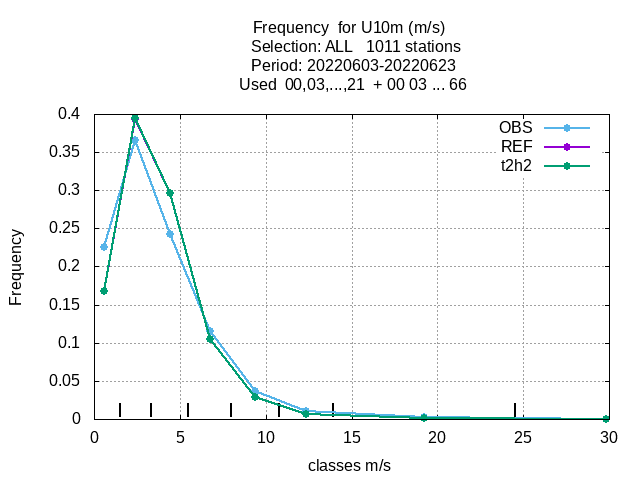 Frequency  for U10m (m/s)
Selection: ALL   1011 stations
Period: 20220603-20220623
Used  00,03,...,21  + 00 03 ... 66
OBS
REF
t2h2
0.4
0.35
0.3
0.25
0.2
0.15
0.1
0.05
0
Frequency
0 5 10 15 20 25 30
classes m/s